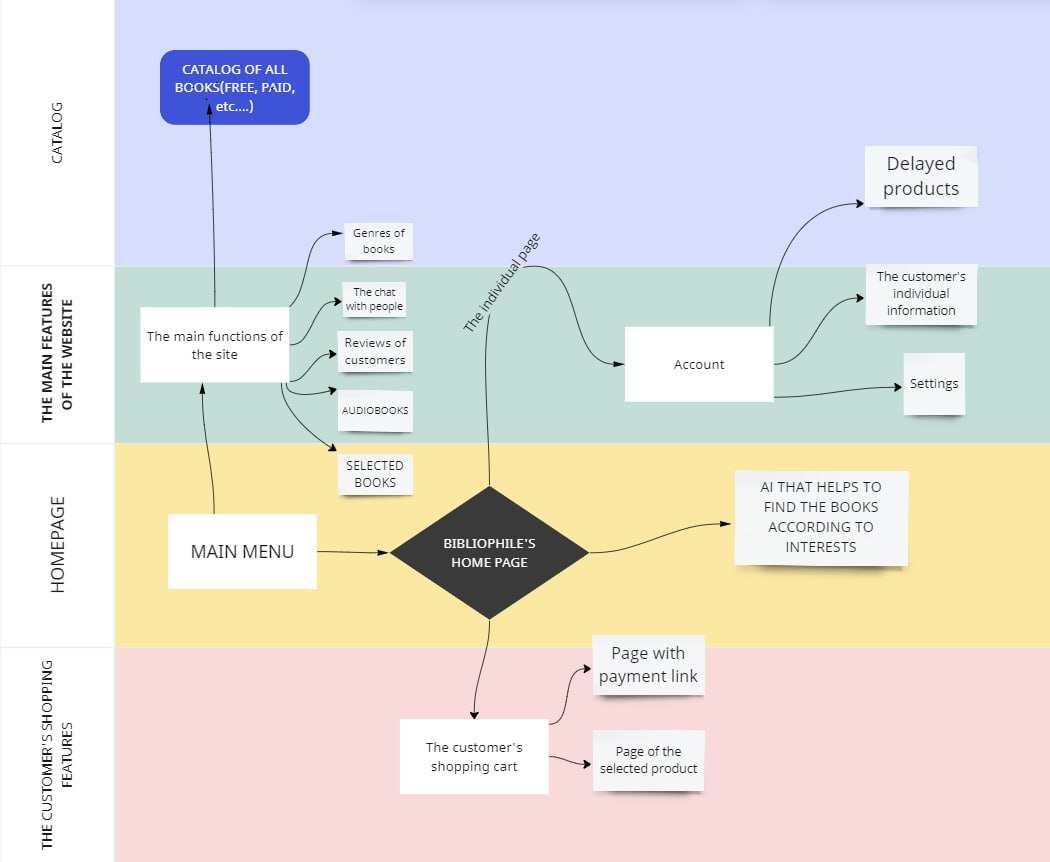 CATALOG
CATALOG OF ALL
BOOKS(FREE, PAID,
etc....)
Delayed
products
Genres of
books
THE MAIN FEATURES
OF THE WEBSITE
The main functions of
the site
The chat
with people
Reviews of
customers
AUDIOBOOKS
SELECTED
BOOKS
The individual page
Account
The customer's
individual
information
Settings
HOMEPAGE
MAIN MENU
BIBLIOPHILE'S
HOME PAGE
AI THAT HELPS TO
FIND THE BOOKS
ACCORDING TO
INTERESTS
THE CUSTOMER'S SHOPPING
FEATURES
The customer's
shopping cart
Page with
payment link
Page of the
selected product